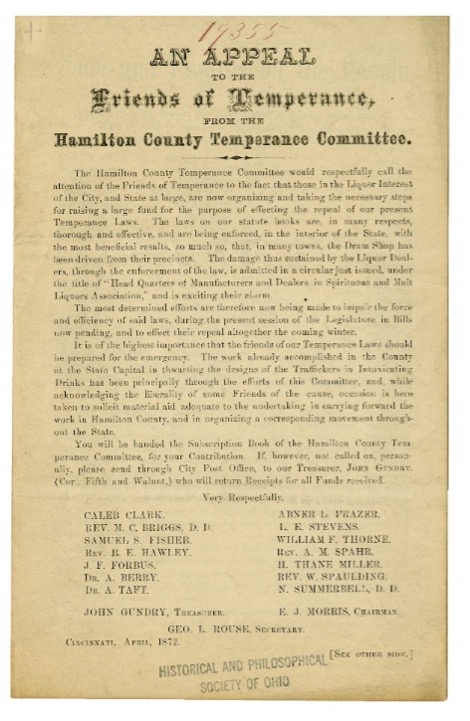 19355
AN APPEAL
TO THE
Friends of Temperance,
FROM THE
Hamilton County Temperance Committee.
The Hamilton County Temperance Committee would respectfully call the
attention of the Friends of Temperance to the fact that those in the Liquor Interest
of the City, and State at large, are now organizing and taking the necessary steps
for raising a large fund for the purpose of effecting the repeal of our present
Temperance Laws. The laws on our statute books are, in many respects,
thorough and effective, and are being enforced, in the interior of the State, with
the most beneficial results, so much so, that, in many towns, the Dram Shop has
been driven from their precincts. The damage thus sustained by the Liquor Deal-
ers, through the enforcement of the law, is admitted in a circular just issued, under
the title of "Head Quarters of Manufacturers and Dealers in Spirituous and Malt
Liquors Association," and is exciting their alarm.
The most determined efforts are therefore now being made to impair the force
and efficiency of said laws, during the present session of the Legislature in Bills
now pending, and to effect their repeal altogether the coming winter.
It is of the highest importance that the friends of our Temperance Laws should
be prepared for the emergency. The work already accomplished in the County
at the State Capital in thwarting the designs of the Traffickers in Intoxicating
Drinks has been principally through the efforts of this Committee, and, while
acknowledging the liberality of some Friends of the cause, occasion is here
taken to solicit material aid adequate to the undertaking in carrying forward the
work in Hamilton County, and in organizing a corresponding movement through-
out the State.
You will be handed the Subscription Book of the Hamilton County Tem
perance Committee, for your Contribution. If, however, not called on, person-
ally, please send through City Post Office, to our Treasurer, JOHN GUNDRY,
(Cor., Fifth and Walnut,) who will return Receipts for all Funds received.
Very Respectfully,
CALEB CLARK.
REV. M. C. BRIGGS, D. D.
SAMUEL S. FISHER.
REV. R. E. HAWLEY.
J. F. FORBUS.
DR. A. BERRY.
DR. A. TAFT.
ABNER L. FRAZER.
L. E. STEVENS.
WILLIAM F. THORNE.
REV. A. M. SPAHR.
H. THANE MILLER.
REV. W. SPAULDING.
N. SUMMERBELL, D. D.
JOHN GUNDRY, TREASURER.
E. J. MORRIS, CHAIRMAN.
GEO. L. ROUSE, SECRETARY.
CINCINNATI, APRIL, 1872.
[SEE OTHER SIDE.]
HISTORICAL AND PHILOSOPHICAL
SOCIETY OF OHIO